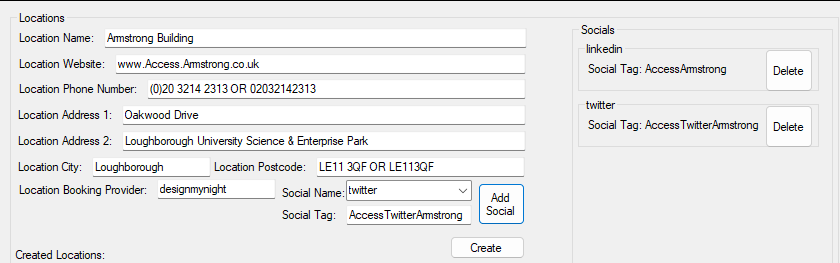 Locations
Location Name: Armstrong Building
Location Website: www.Access.Armstrong.co.uk
Location Phone Number: (0)20 3214 2313 OR 02032142313
Location Address 1: Oakwood Drive
Location Address 2: Loughborough University Science & Enterprise Park
Location City: Loughborough Location Postcode: LE11 3QF OR LE113QF
Location Booking Provider: designmynight Social Name: twitter
Social Tag: AccessTwitterArmstrong
Add
Social
Create
Created Locations:
Socials
linkedin
Social Tag: AccessArmstrong Delete
twitter
Social Tag: AccessTwitterArmstrong Delete